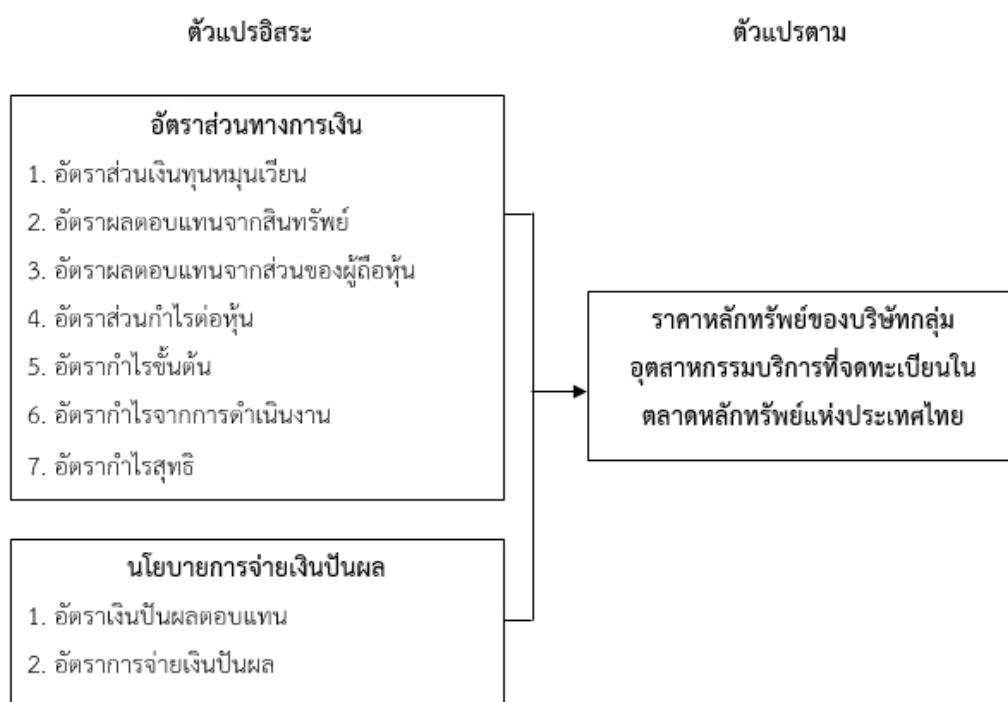 ตัวแปรอิสระ
ตัวแปรตาม
อัตราส่วนทางการเงิน
1. อัตราส่วนเงินทุนหมุนเวียน
2. อัตราผลตอบแทนจากสินทรัพย์
3. อัตราผลตอบแทนจากส่วนของผู้ถือหุ้น
4. อัตราส่วนกำไรต่อหุ้น
5. อัตรากำไรขั้นต้น
6. อัตรากำไรจากการดำเนินงาน
7. อัตรากำไรสุทธิ
นโยบายการจ่ายเงินปันผล
1. อัตราเงินปันผลตอบแทน
2. อัตราการจ่ายเงินปันผล
ราคาหลักทรัพย์ของบริษัทกลุ่ม
อุตสาหกรรมบริการที่จดทะเบียนใน
ตลาดหลักทรัพย์แห่งประเทศไทย